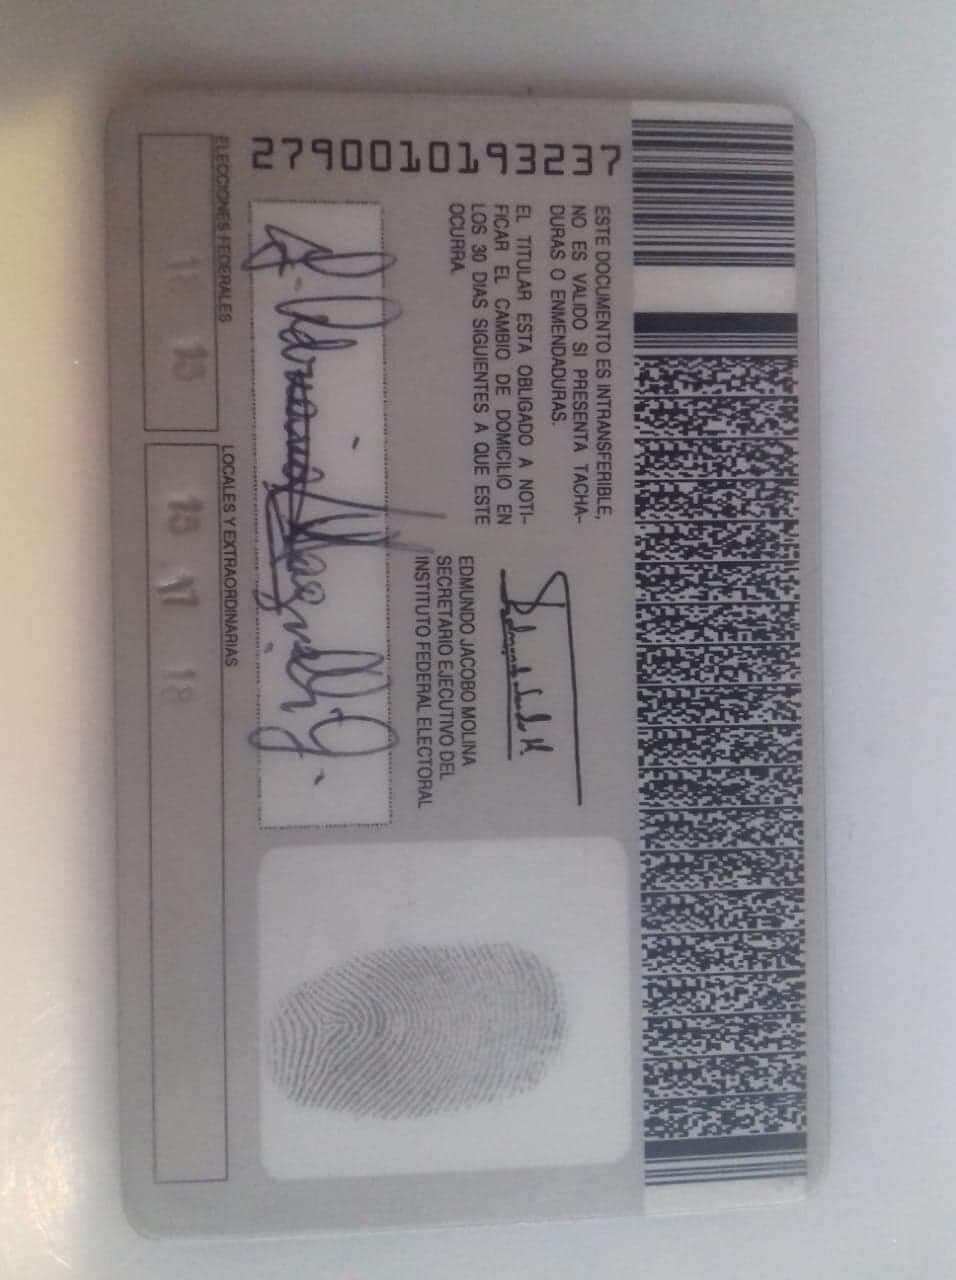 2790010193237
ESTE DOCUMENTO ES INTRANSFERIBLE,
NO ES VALIDO SI PRESENTA TACHA-
DURAS O ENMENDADURAS.
EL TITULAR ESTA OBLIGADO A NOTI-
FICAR EL CAMBIO DE DOMICILIO EN
LOS 30 DIAS SIGUIENTES A QUE ESTE
OCURRA.
EDMUNDO JACOBO MOLINA
SECRETARIO EJECUTIVO DEL
INSTITUTO FEDERAL ELECTORAL
ELECCIONES FEDERALES
LOCALES Y EXTRAORDINARIAS
15
15 17 18